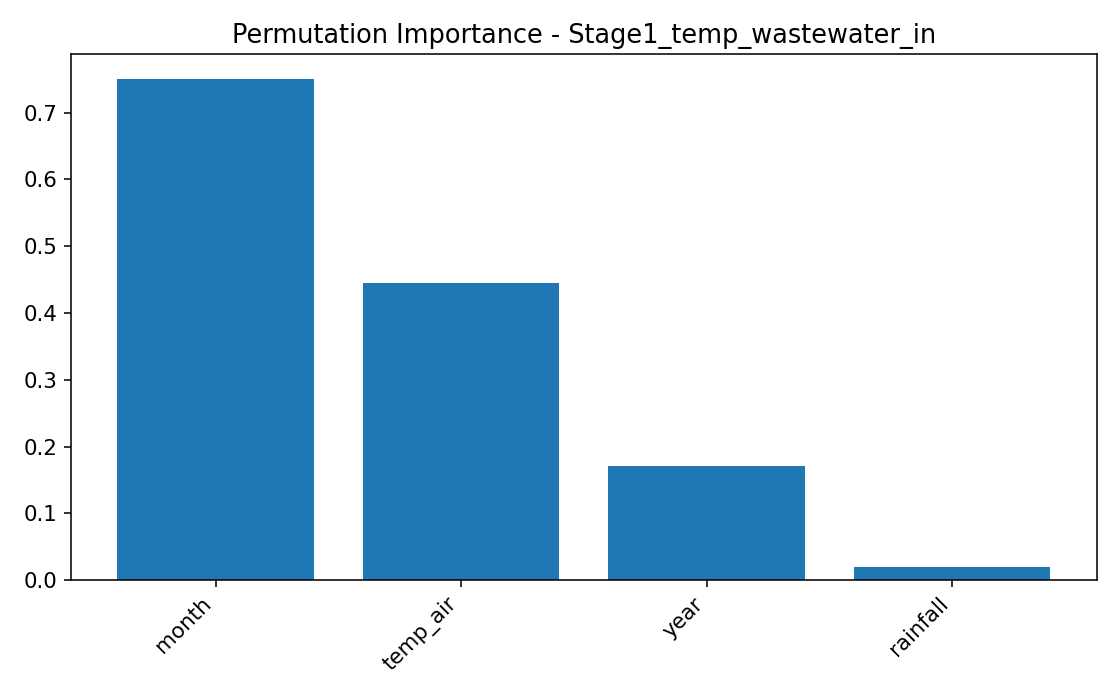 Permutation Importance - Stage1_temp_wastewater_in
0.7
0.6
0.5
0.4
0.3
0.2
0.1
0.0
month
temp_air
year
rainfall